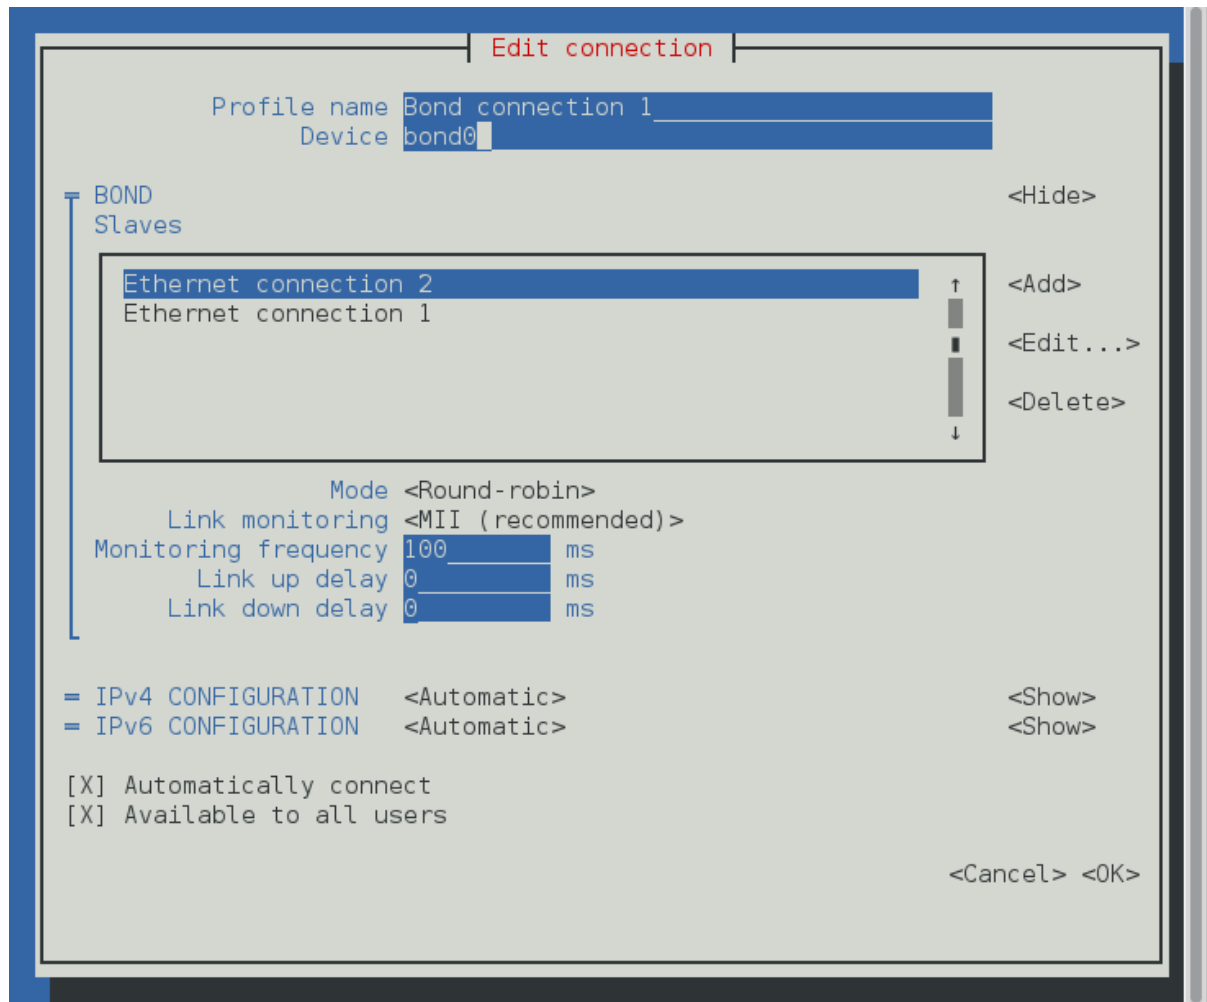 Edit connection
Profile name Bond connection 1
Device bond0
BOND <Hide>
Slaves
Ethernet connection 2 ↑ <Add>
Ethernet connection 1
<Edit...>
<Delete>
↓
Mode <Round-robin>
Link monitoring <MII (recommended)>
Monitoring frequency 100 ms
Link up delay 0 ms
Link down delay 0 ms
= IPv4 CONFIGURATION <Automatic> <Show>
= IPv6 CONFIGURATION <Automatic> <Show>
[X] Automatically connect
[X] Available to all users
<Cancel> <OK>